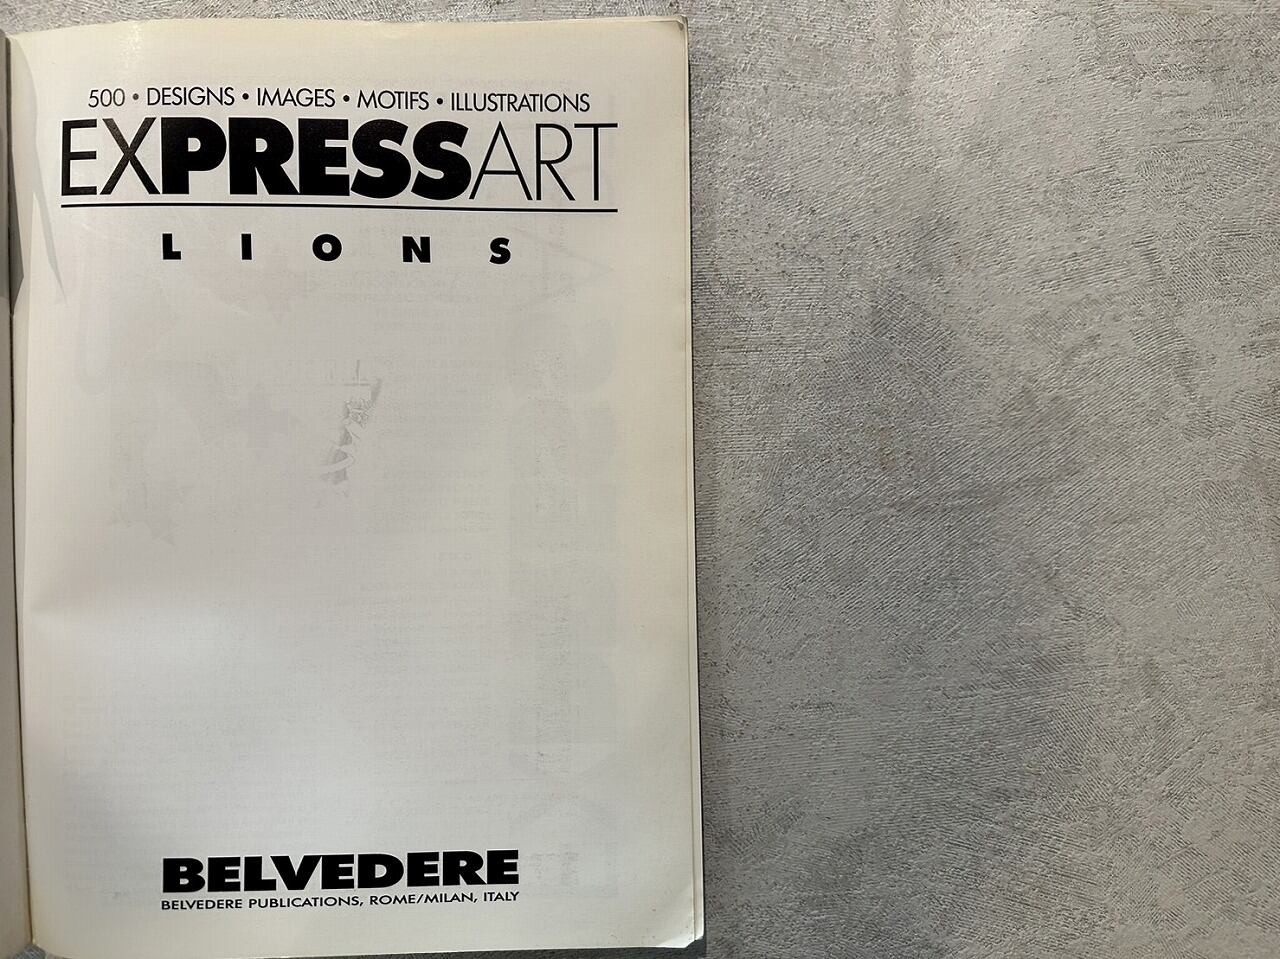 500 • DESIGNS • IMAGES • MOTIFS • ILLUSTRATIONS
EXPRESSART
LIONS
BELVEDERE
BELVEDERE PUBLICATIONS, ROME/MILAN, ITALY